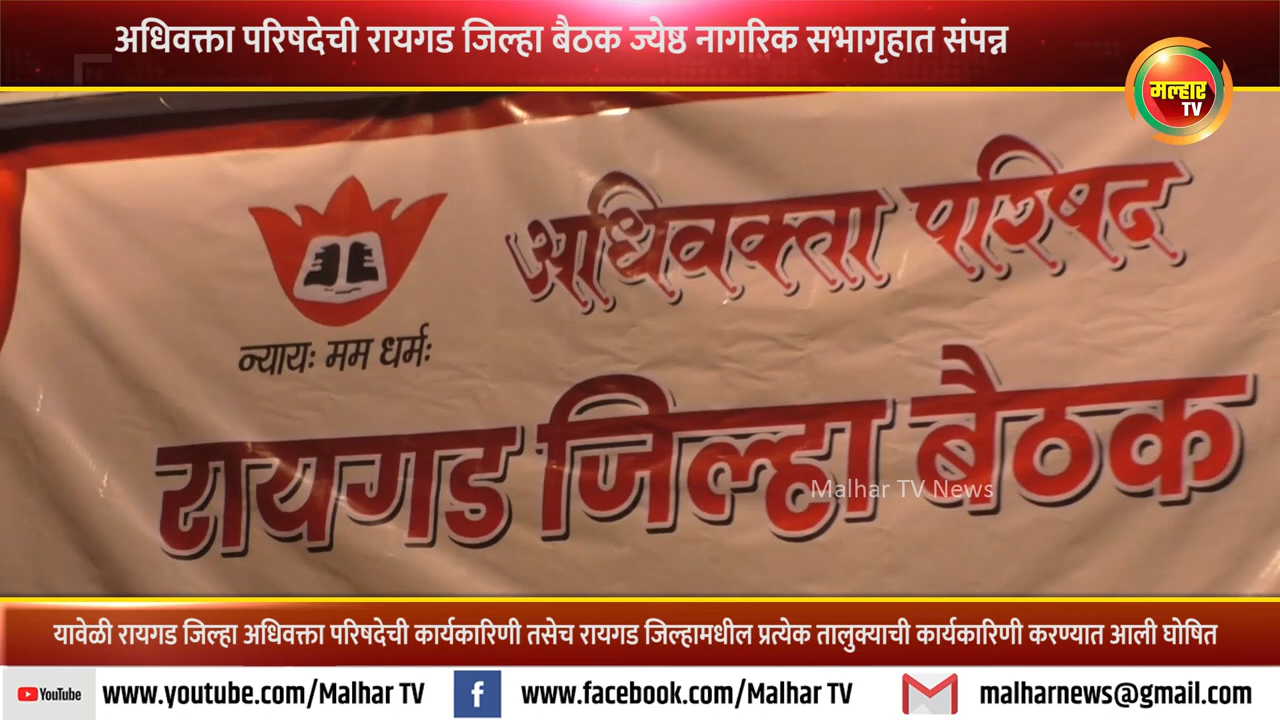 अधिवक्ता परिषदेची रायगड जिल्हा बैठक ज्येष्ठ नागरिक सभागृहात संपन्न
मल्हार
TV
अधिवक्ता परिषद
न्यायः मम धर्मः
रायगड जिल्हा बैठक
Malhar TV News
यावेळी रायगड जिल्हा अधिवक्ता परिषदेची कार्यकारिणी तसेच रायगड जिल्हामधील प्रत्येक तालुक्याची कार्यकारिणी करण्यात आली घोषित
YouTube www.youtube.com/Malhar TV www.facebook.com/Malhar TV malharnews@gmail.com